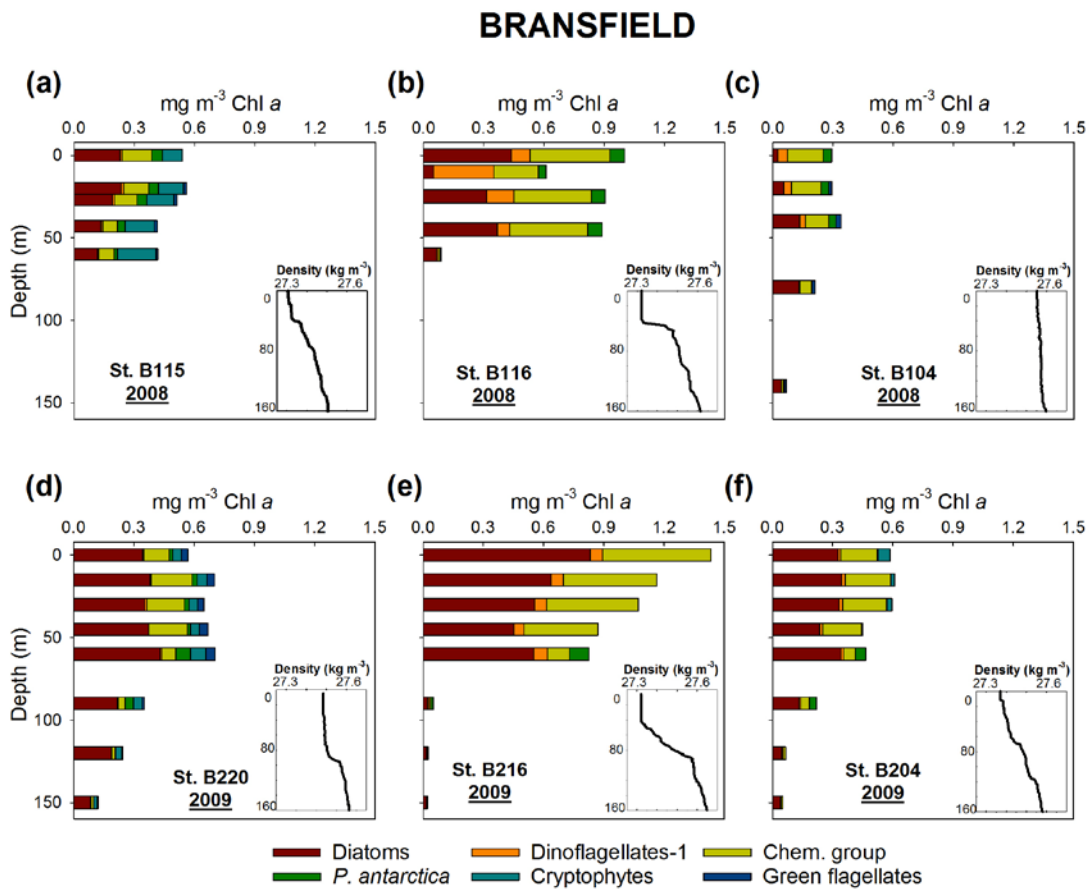 BRANSFIELD
(a) (b) (c)
mg m⁻³ Chl a mg m⁻³ Chl a mg m⁻³ Chl a
0.0 0.3 0.6 0.9 1.2 1.5 0.0 0.3 0.6 0.9 1.2 1.5 0.0 0.3 0.6 0.9 1.2 1.5
0
50
100
150
Depth (m)
Density (kg m⁻³) Density (kg m⁻³) Density (kg m⁻³)
27.3 27.6 27.3 27.6 27.3 27.6
0 0 0
80 80 80
160 160 160
St. B115 St. B116 St. B104
2008 2008 2008
(d) (e) (f)
mg m⁻³ Chl a mg m⁻³ Chl a mg m⁻³ Chl a
0.0 0.3 0.6 0.9 1.2 1.5 0.0 0.3 0.6 0.9 1.2 1.5 0.0 0.3 0.6 0.9 1.2 1.5
0
50
100
150
Depth (m)
Density (kg m⁻³) Density (kg m⁻³) Density (kg m⁻³)
27.3 27.6 27.3 27.6 27.3 27.6
0 0 0
80 80 80
160 160 160
St. B220 St. B216 St. B204
2009 2009 2009
Diatoms Dinoflagellates-1 Chem. group
P. antarctica Cryptophytes Green flagellates